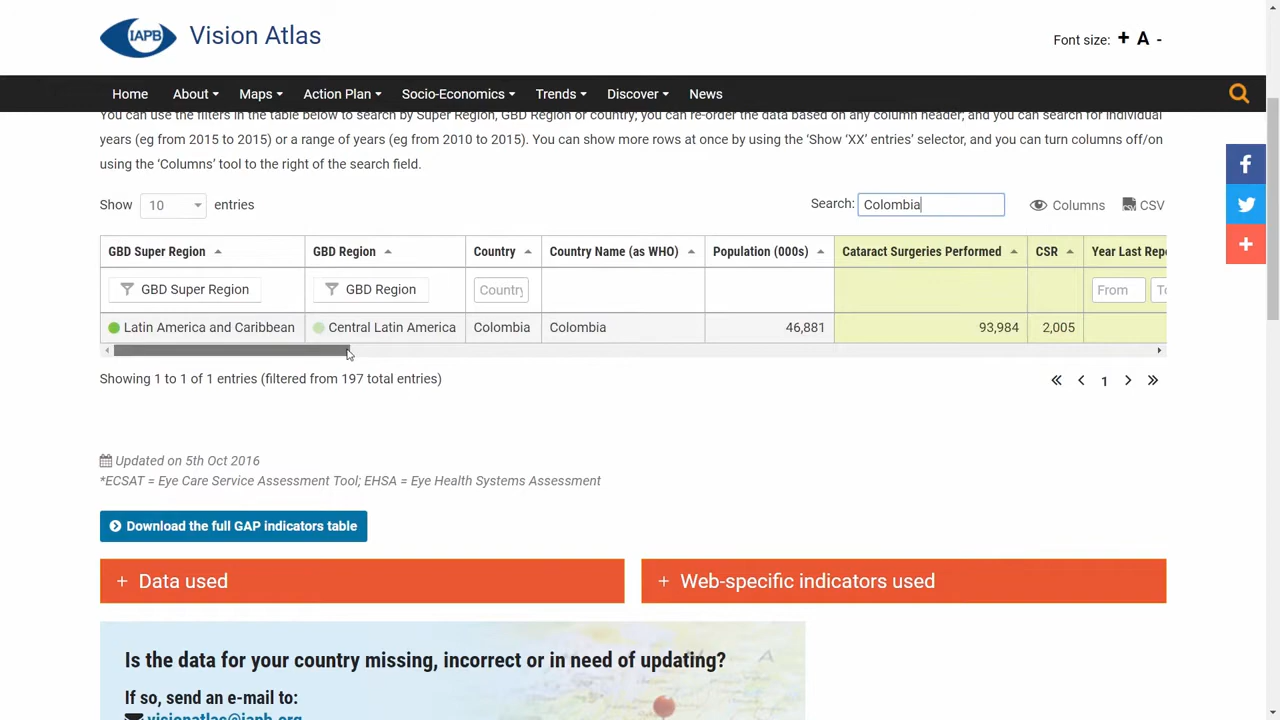 IAPB Vision Atlas
Font size: + A -
Home About Maps Action Plan Socio-Economics Trends Discover News
You can use the filters in the table below to search by Super Region, GBD Region or country, you can re-order the data based on any column header, and you can search for individual
years (eg from 2015 to 2015) or a range of years (eg from 2010 to 2015). You can show more rows at once by using the 'Show 'XX' entries' selector, and you can turn columns off/on
using the 'Columns' tool to the right of the search field.
Show 10 entries Search: Colombia Columns CSV
GBD Super Region GBD Region Country Country Name (as WHO) Population (000s) Cataract Surgeries Performed CSR Year Last Repo
GBD Super Region GBD Region Country From To
Latin America and Caribbean Central Latin America Colombia Colombia 46,881 93,984 2,005
Showing 1 to 1 of 1 entries (filtered from 197 total entries) 1
Updated on 5th Oct 2016
*ECSAT = Eye Care Service Assessment Tool; EHSA = Eye Health Systems Assessment
Download the full GAP indicators table
+ Data used + Web-specific indicators used
Is the data for your country missing, incorrect or in need of updating?
If so, send an e-mail to:
visionatlas@iapb.org